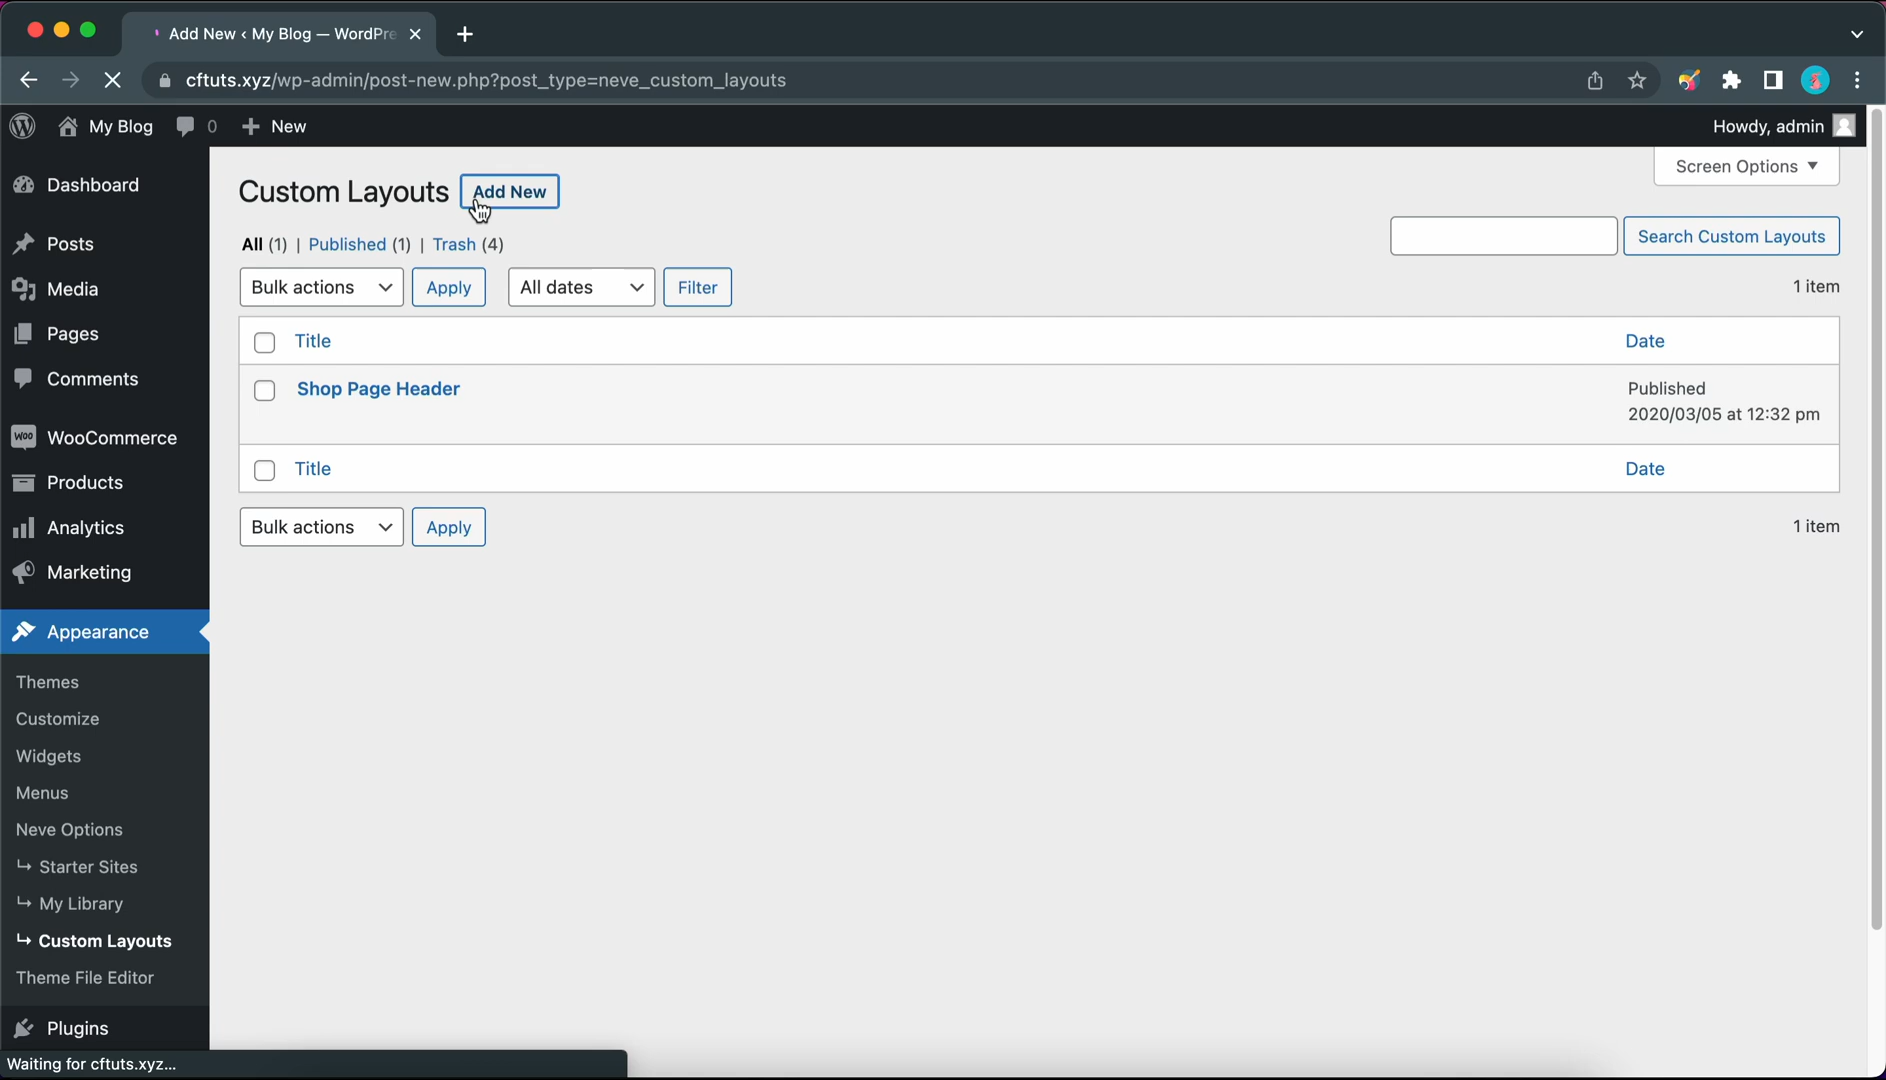 Add New ‹ My Blog — WordPre
cftuts.xyz/wp-admin/post-new.php?post_type=neve_custom_layouts
My Blog 0 New Howdy, admin
Screen Options ▼
Dashboard
Posts
Media
Pages
Comments
WOO WooCommerce
Products
Analytics
Marketing
Appearance
Themes
Customize
Widgets
Menus
Neve Options
↳ Starter Sites
↳ My Library
↳ Custom Layouts
Theme File Editor
Plugins
Custom Layouts Add New
All (1) | Published (1) | Trash (4)
Search Custom Layouts
Bulk actions Apply All dates Filter 1 item
Title Date
Shop Page Header Published
2020/03/05 at 12:32 pm
Title Date
Bulk actions Apply 1 item
Waiting for cftuts.xyz...